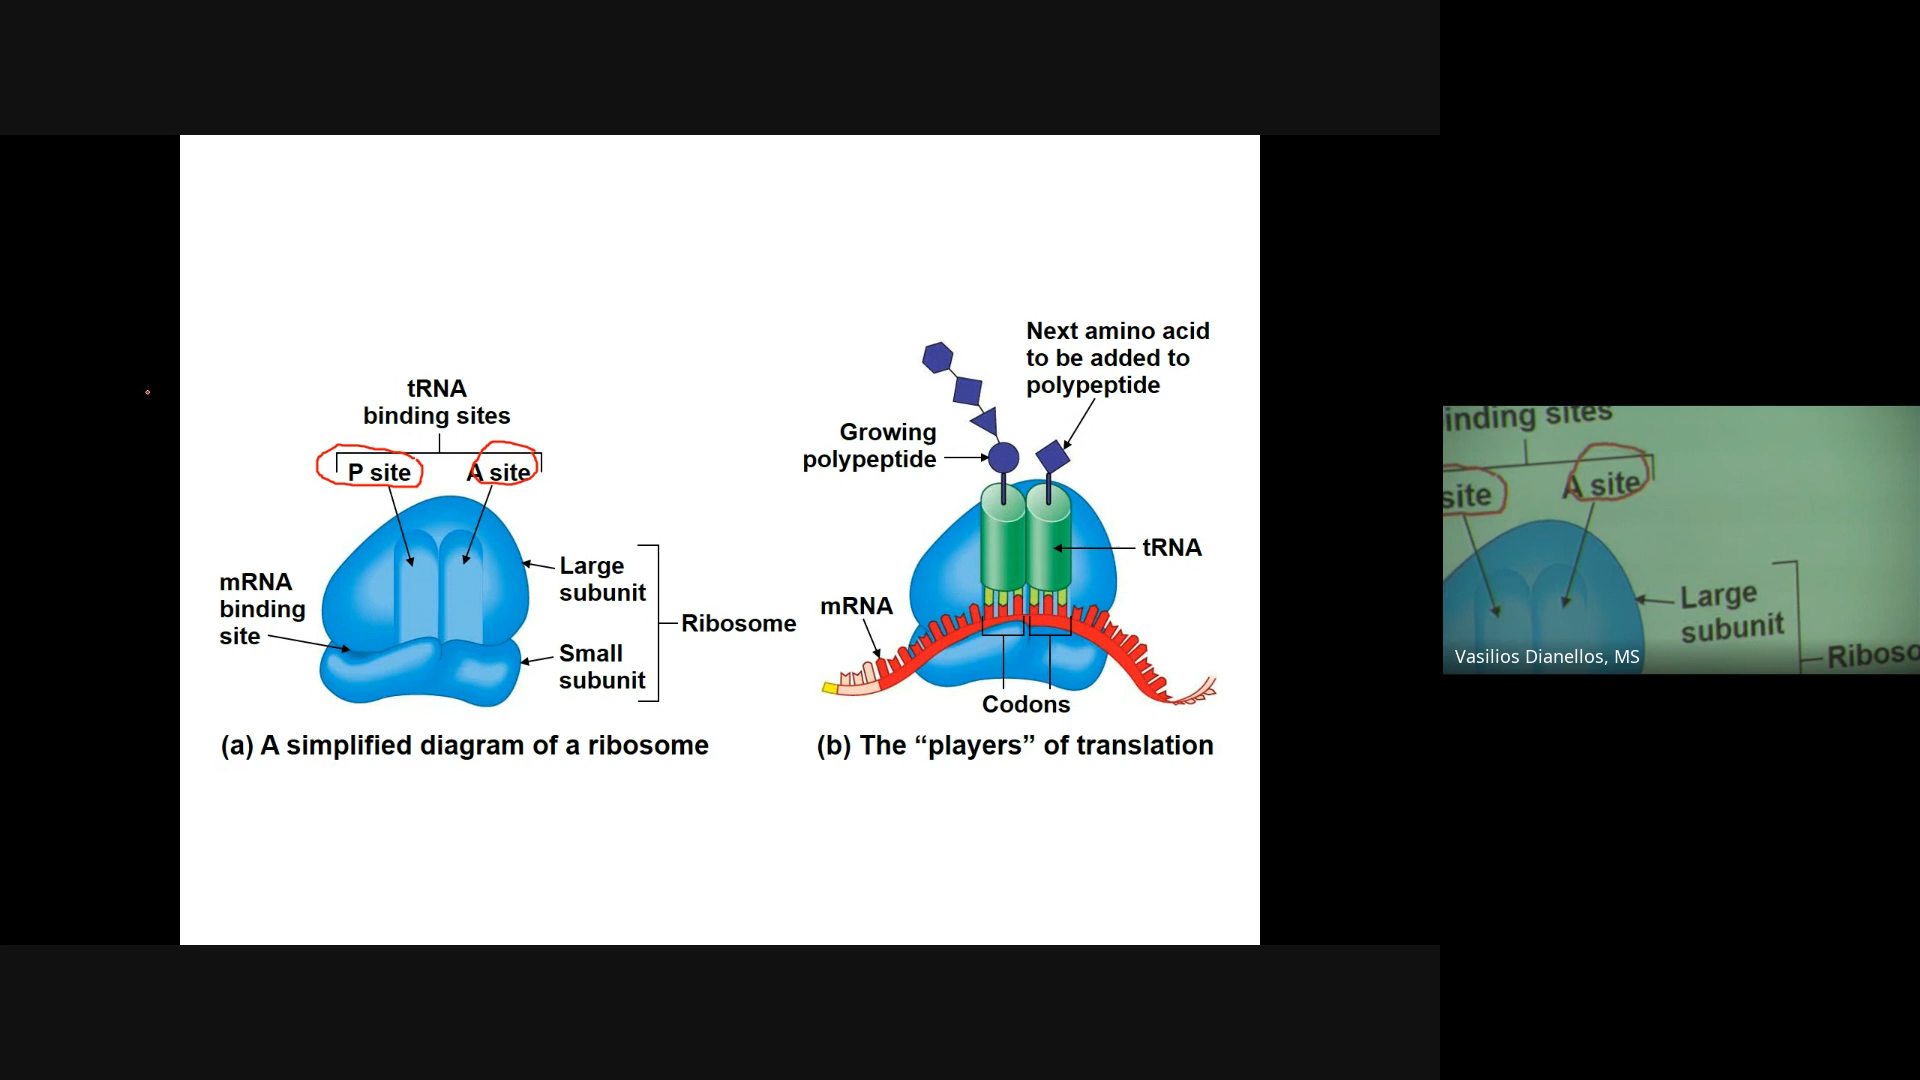 tRNA
binding sites
P site
A site
mRNA
binding
site
Large
subunit
Ribosome
Small
subunit
(a) A simplified diagram of a ribosome
Next amino acid
to be added to
polypeptide
Growing
polypeptide
tRNA
mRNA
Codons
(b) The “players” of translation
inding sites
site
A site
Large
subunit
Riboso
Vasilios Dianellos, MS